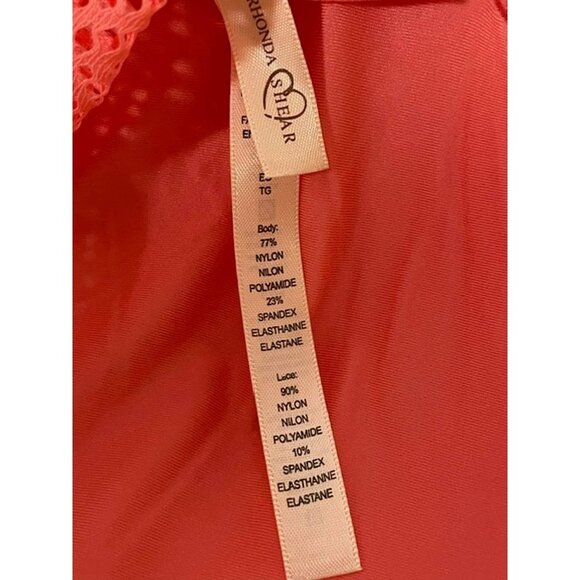 RHONDA
SHEAR
TG
Body:
77%
NYLON
NILON
POLYAMIDE
23%
SPANDEX
ELASTHANNE
ELASTANE
Lace:
90%
NYLON
NILON
POLYAMIDE
10%
SPANDEX
ELASTHANNE
ELASTANE